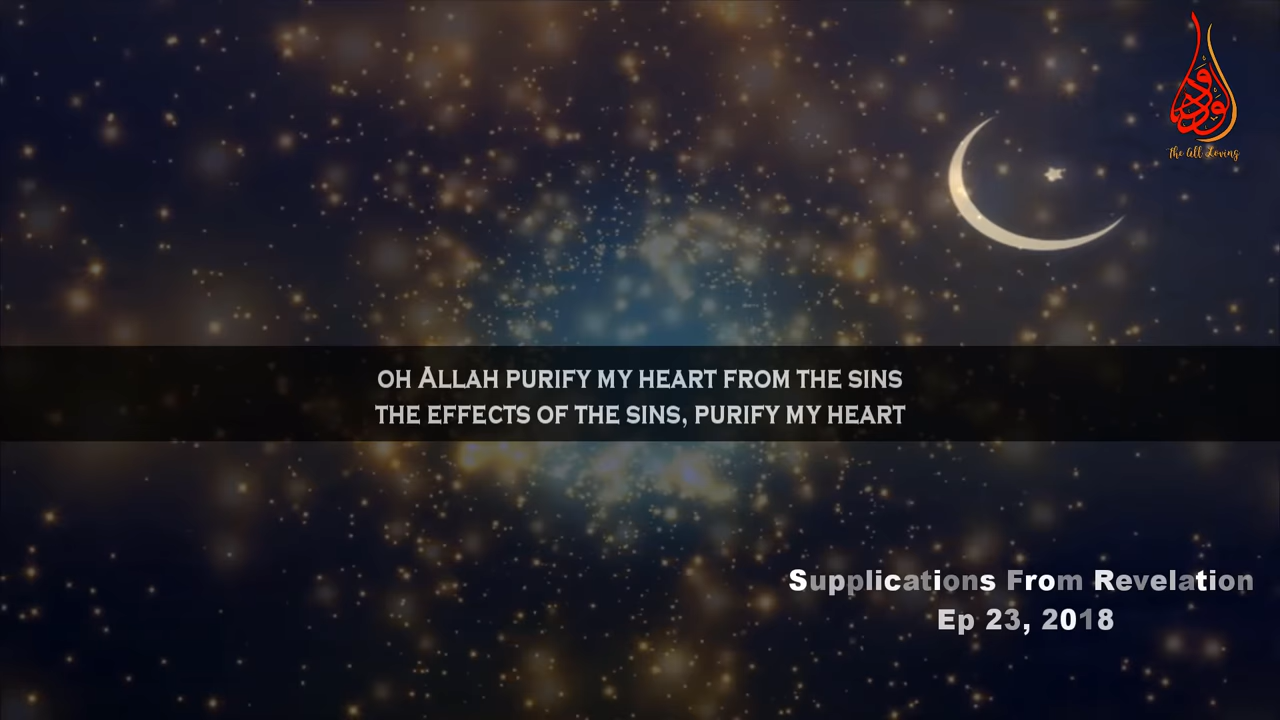 الودود
The All Loving
OH ALLAH PURIFY MY HEART FROM THE SINS
THE EFFECTS OF THE SINS, PURIFY MY HEART
Supplications From Revelation
Ep 23, 2018